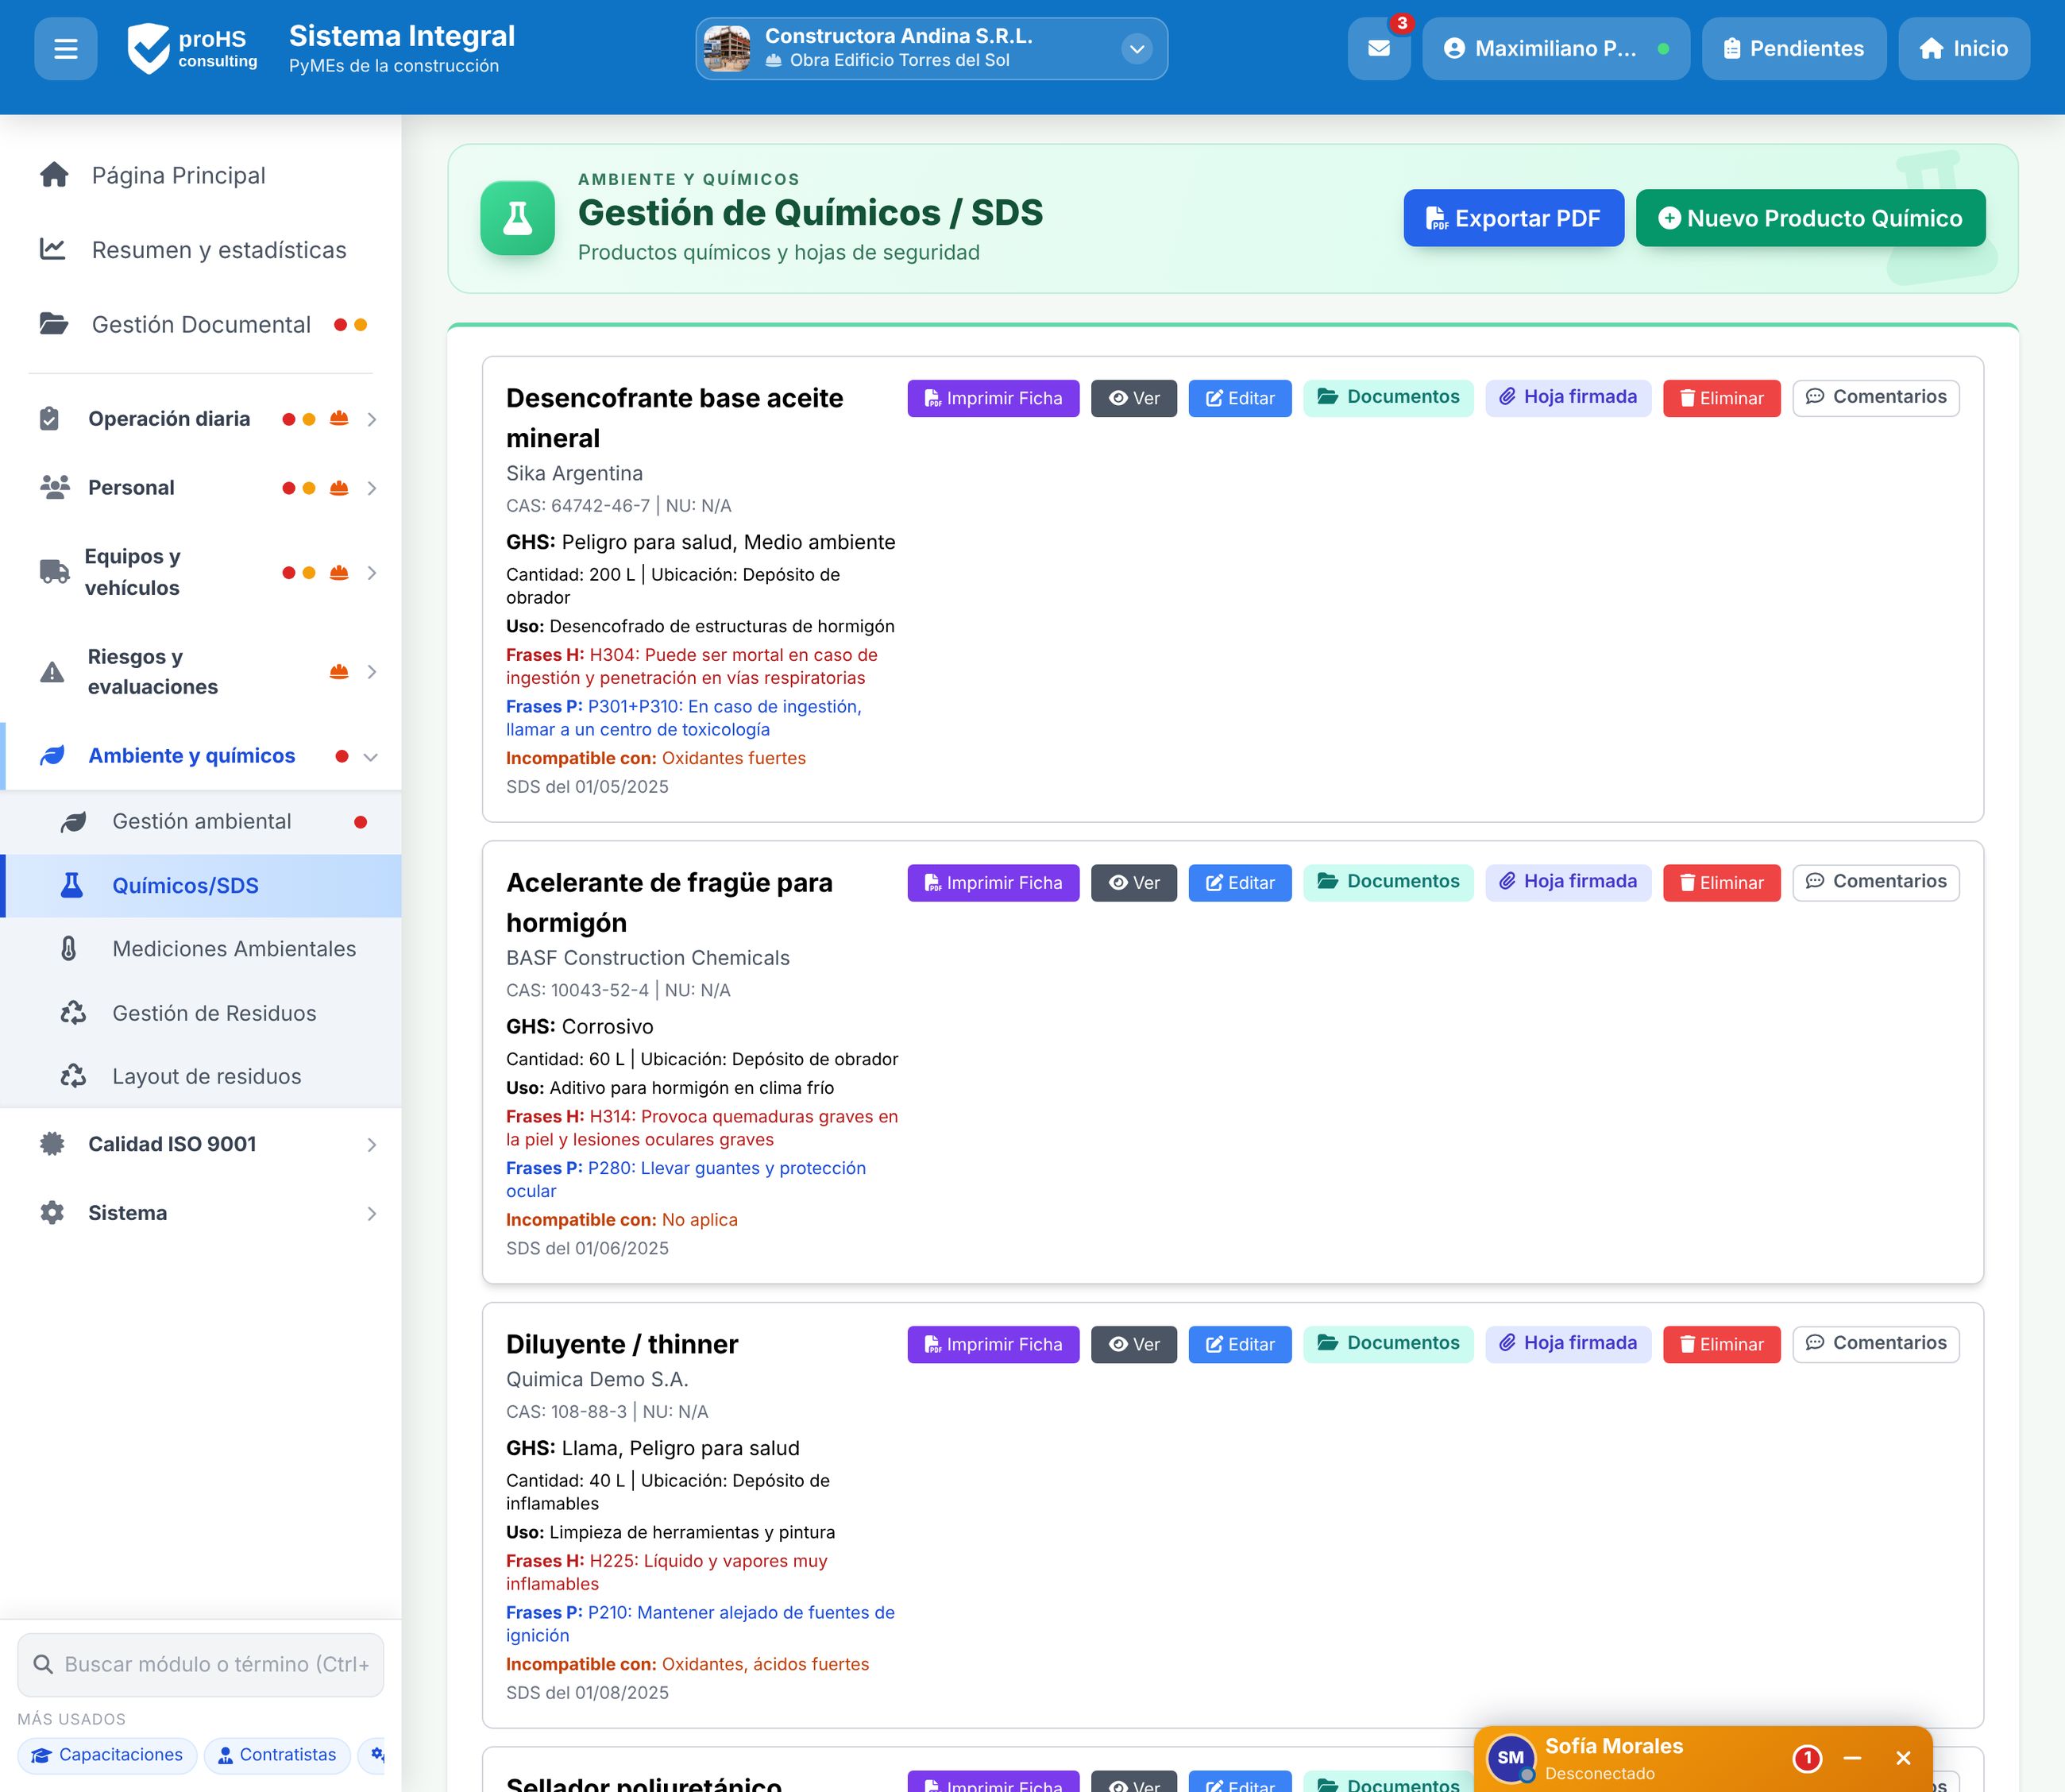 proHS
consulting
Sistema Integral
PyMEs de la construcción
Constructora Andina S.R.L.
Obra Edificio Torres del Sol
3
Maximiliano P...
Pendientes
Inicio
Página Principal
Resumen y estadísticas
Gestión Documental
Operación diaria
Personal
Equipos y
vehículos
Riesgos y
evaluaciones
Ambiente y químicos
Gestión ambiental
Químicos/SDS
Mediciones Ambientales
Gestión de Residuos
Layout de residuos
Calidad ISO 9001
Sistema
Buscar módulo o término (Ctrl+
MÁS USADOS
Capacitaciones
Contratistas
AMBIENTE Y QUÍMICOS
Gestión de Químicos / SDS
Productos químicos y hojas de seguridad
PDF Exportar PDF
Nuevo Producto Químico
Desencofrante base aceite
mineral
PDF Imprimir Ficha Ver Editar Documentos Hoja firmada Eliminar Comentarios
Sika Argentina
CAS: 64742-46-7 | NU: N/A
GHS: Peligro para salud, Medio ambiente
Cantidad: 200 L | Ubicación: Depósito de
obrador
Uso: Desencofrado de estructuras de hormigón
Frases H: H304: Puede ser mortal en caso de
ingestión y penetración en vías respiratorias
Frases P: P301+P310: En caso de ingestión,
llamar a un centro de toxicología
Incompatible con: Oxidantes fuertes
SDS del 01/05/2025
Acelerante de fragüe para
hormigón
PDF Imprimir Ficha Ver Editar Documentos Hoja firmada Eliminar Comentarios
BASF Construction Chemicals
CAS: 10043-52-4 | NU: N/A
GHS: Corrosivo
Cantidad: 60 L | Ubicación: Depósito de obrador
Uso: Aditivo para hormigón en clima frío
Frases H: H314: Provoca quemaduras graves en
la piel y lesiones oculares graves
Frases P: P280: Llevar guantes y protección
ocular
Incompatible con: No aplica
SDS del 01/06/2025
Diluyente / thinner
PDF Imprimir Ficha Ver Editar Documentos Hoja firmada Eliminar Comentarios
Quimica Demo S.A.
CAS: 108-88-3 | NU: N/A
GHS: Llama, Peligro para salud
Cantidad: 40 L | Ubicación: Depósito de
inflamables
Uso: Limpieza de herramientas y pintura
Frases H: H225: Líquido y vapores muy
inflamables
Frases P: P210: Mantener alejado de fuentes de
ignición
Incompatible con: Oxidantes, ácidos fuertes
SDS del 01/08/2025
Sellador poliuretánico
Imprimir Ficha Ver Editar Documentos
SM
Sofía Morales
Desconectado
1
os